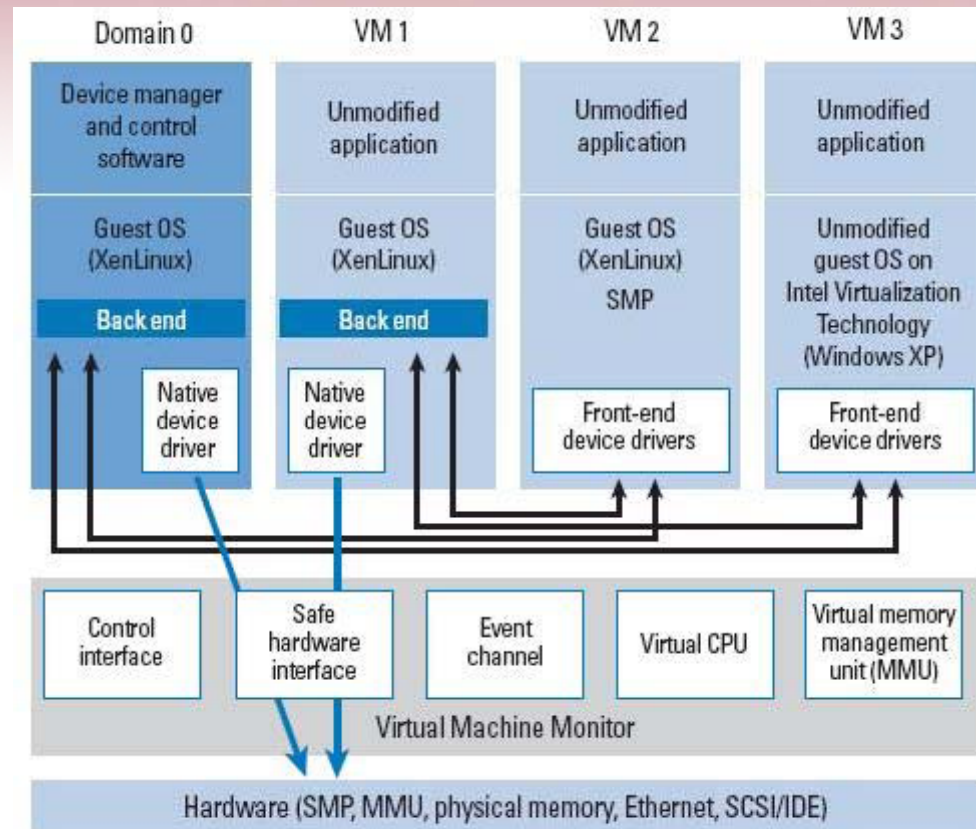 Domain 0
VM 1
VM 2
VM 3
Device manager
and control
software
Unmodified
application
Unmodified
application
Unmodified
application
Guest OS
(XenLinux)
Back end
Native
device
driver
Guest OS
(XenLinux)
Back end
Native
device
driver
Guest OS
(XenLinux)
SMP
Front-end
device drivers
Unmodified
guest OS on
Intel Virtualization
Technology
(Windows XP)
Front-end
device drivers
Control
interface
Safe
hardware
interface
Event
channel
Virtual CPU
Virtual memory
management
unit (MMU)
Virtual Machine Monitor
Hardware (SMP, MMU, physical memory, Ethernet, SCSI/IDE)